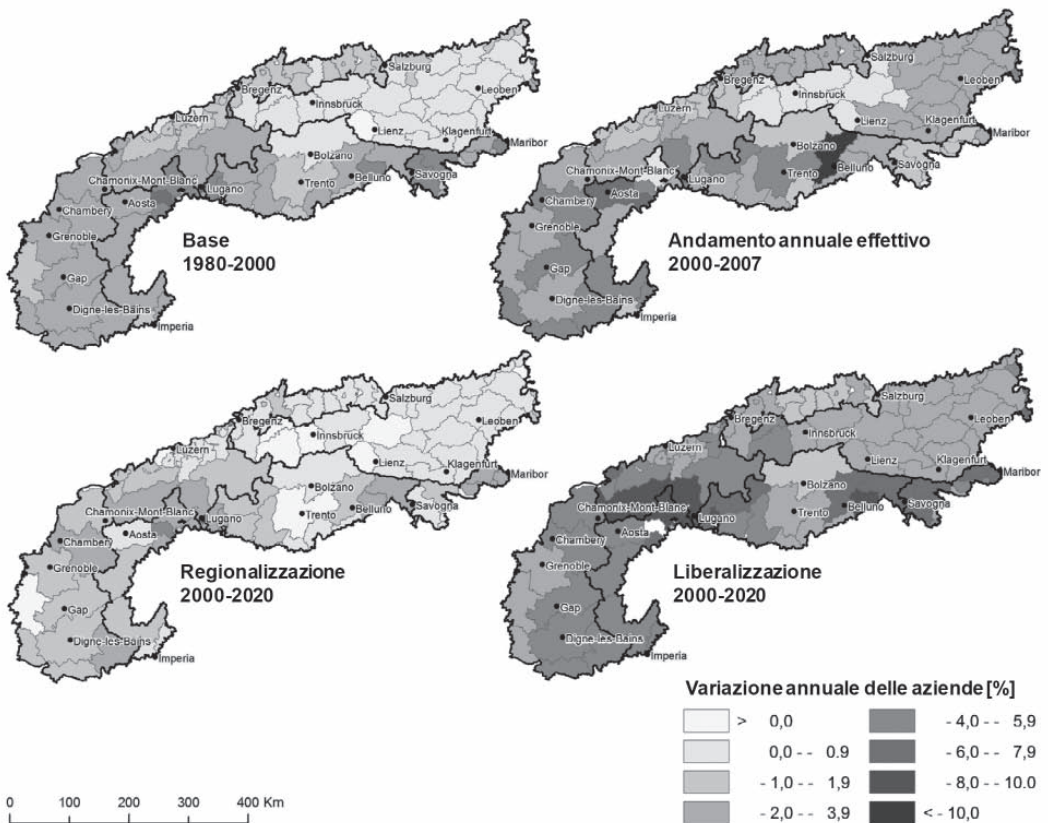 Salzburg
Bregenz
Innsbruck
Leoben
Luzern
Lienz
Klagenfurt
Maribor
Bolzano
Chamonix-Mont-Blanc
Lugano
Trento
Belluno
Savogna
Chambery
Aosta
Grenoble
Gap
Digne-les-Bains
Imperia
Base
1980-2000
Salzburg
Bregenz
Innsbruck
Leoben
Luzern
Lienz
Klagenfurt
Maribor
Bolzano
Chamonix-Mont-Blanc
Lugano
Trento
Belluno
Savogna
Chambery
Aosta
Grenoble
Gap
Digne-les-Bains
Imperia
Andamento annuale effettivo
2000-2007
Salzburg
Bregenz
Innsbruck
Leoben
Luzern
Lienz
Klagenfurt
Maribor
Bolzano
Chamonix-Mont-Blanc
Lugano
Trento
Belluno
Savogna
Chambery
Aosta
Grenoble
Gap
Digne-les-Bains
Imperia
Regionalizzazione
2000-2020
Salzburg
Bregenz
Innsbruck
Leoben
Luzern
Lienz
Klagenfurt
Maribor
Bolzano
Chamonix-Mont-Blanc
Lugano
Trento
Belluno
Savogna
Chambery
Aosta
Grenoble
Gap
Digne-les-Bains
Imperia
Liberalizzazione
2000-2020
Variazione annuale delle aziende [%]
> 0,0
0,0 - - 0.9
- 1,0 - - 1,9
- 2,0 - - 3,9
- 4,0 - - 5,9
- 6,0 - - 7,9
- 8,0 - - 10.0
< - 10,0
0 100 200 300 400 Km